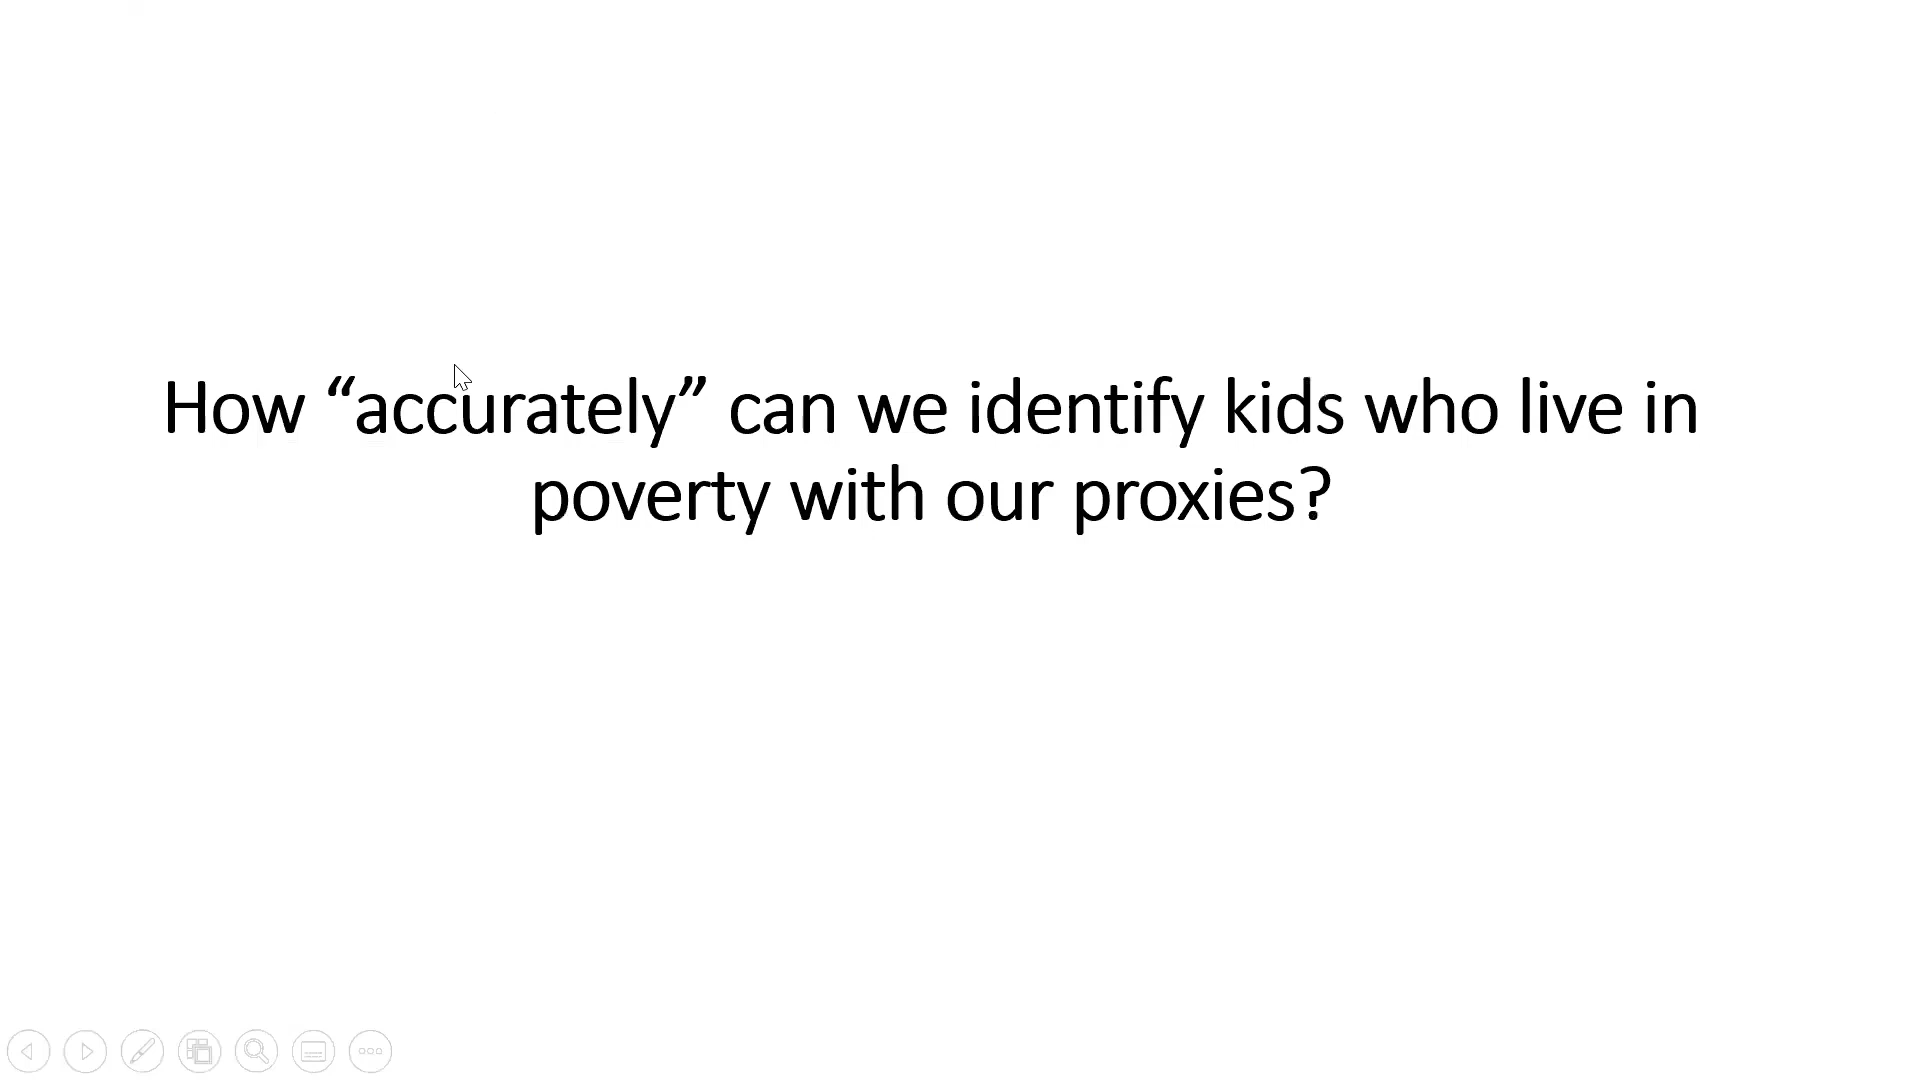 How “accurately” can we identify kids who live in
poverty with our proxies?